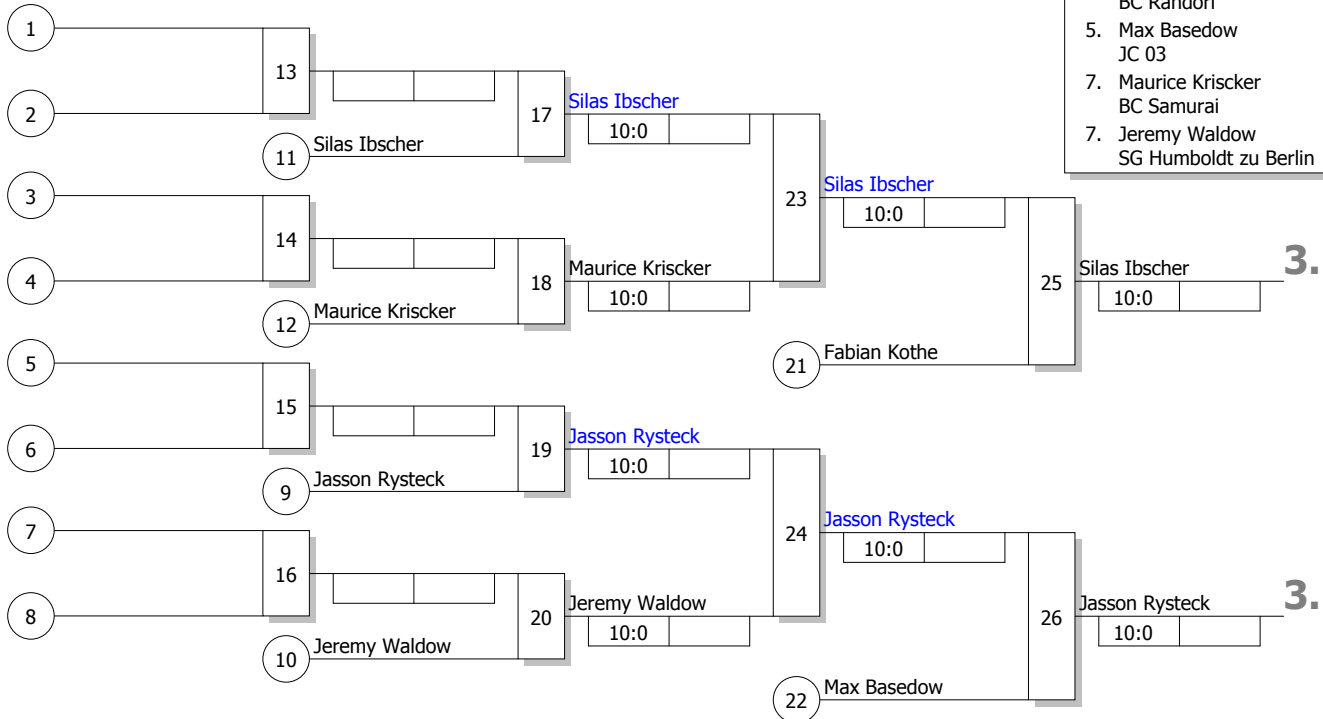 BC Randori
5. Max Basedow
JC 03
7. Maurice Kriscker
BC Samurai
7. Jeremy Waldow
SG Humboldt zu Berlin
1
13
2
17
Silas Ibscher
10:0
11
Silas Ibscher
3
23
Silas Ibscher
10:0
14
4
18
Maurice Kriscker
10:0
12
Maurice Kriscker
25
Silas Ibscher
10:0
3.
21
Fabian Kothe
5
15
6
19
Jasson Rysteck
10:0
9
Jasson Rysteck
7
24
Jasson Rysteck
10:0
16
8
20
Jeremy Waldow
10:0
10
Jeremy Waldow
26
Jasson Rysteck
10:0
3.
22
Max Basedow